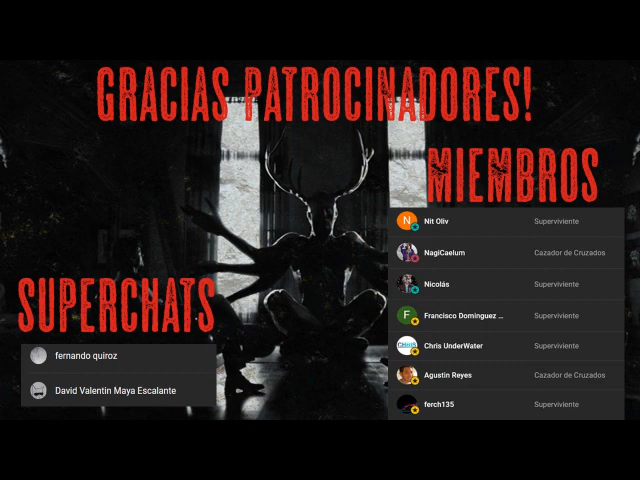 GRACIAS PATROCINADORES!
MIEMBROS
N
Nit Oliv Superviviente
NagiCaelum Cazador de Cruzados
Nicolás Superviviente
F
Francisco Dominguez ... Superviviente
CHRIS
Chris UnderWater Superviviente
Agustin Reyes Cazador de Cruzados
ferch135 Superviviente
SUPERCHATS
fernando quiroz
David Valentin Maya Escalante